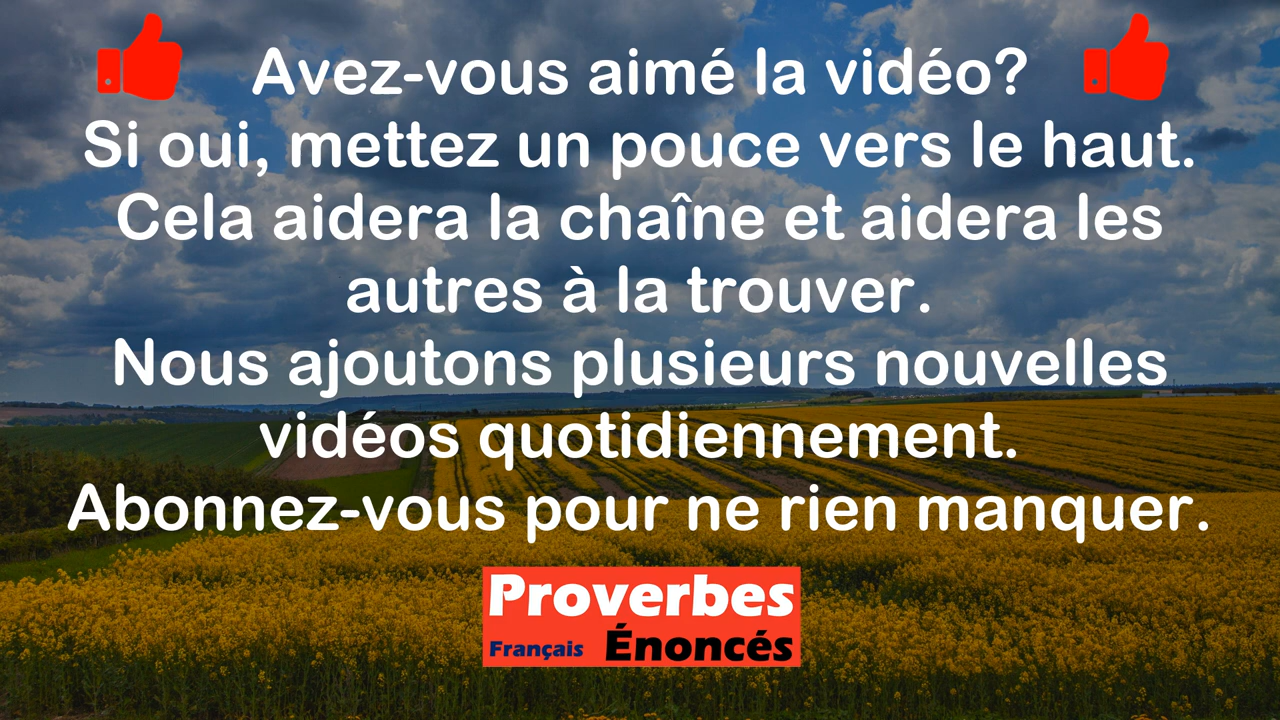 Avez-vous aimé la vidéo?
Si oui, mettez un pouce vers le haut.
Cela aidera la chaîne et aidera les
autres à la trouver.
Nous ajoutons plusieurs nouvelles
vidéos quotidiennement.
Abonnez-vous pour ne rien manquer.
Proverbes
Français Énoncés